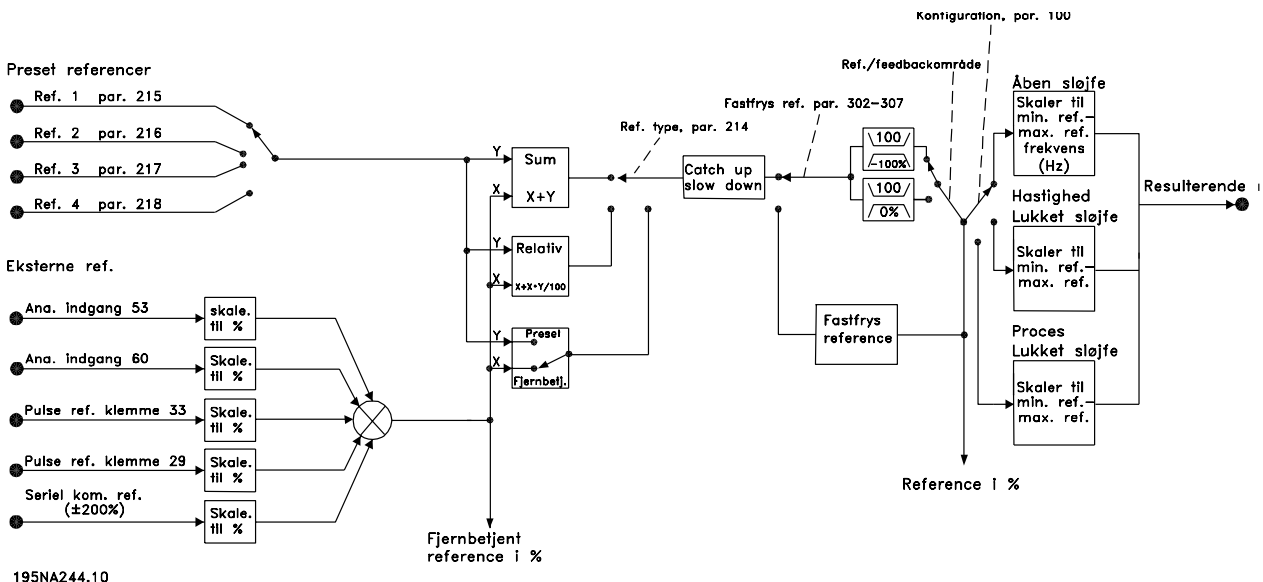 Konfiguration, par. 100
Ref./feedbackområde
Fastfrys ref. par. 302-307
Ref. type, par. 214
Preset referencer
Ref. 1 par. 215
Ref. 2 par. 216
Ref. 3 par. 217
Ref. 4 par. 218
Eksterne ref.
Ana. indgang 53
skale.
til %
Ana. indgang 60
Skale.
til %
Pulse ref. klemme 33
Skale.
til %
Pulse ref. klemme 29
Skale.
til %
Seriel kom. ref.
(±200%)
Skale.
til %
Y
Sum
X
X+Y
Y
Relativ
X
X+X*Y/100
Y
Preset
X
Fjernbetj.
Fjernbetjent
reference i %
Catch up
slow down
100
-100%
100
0%
Fastfrys
reference
Reference i %
Åben sløjfe
Skaler til
min. ref.-
max. ref.
frekvens
(Hz)
Hastighed
Lukket sløjfe
Skaler til
min. ref.-
max. ref.
Proces
Lukket sløjfe
Skaler til
min. ref.-
max. ref.
Resulterende
195NA244.10